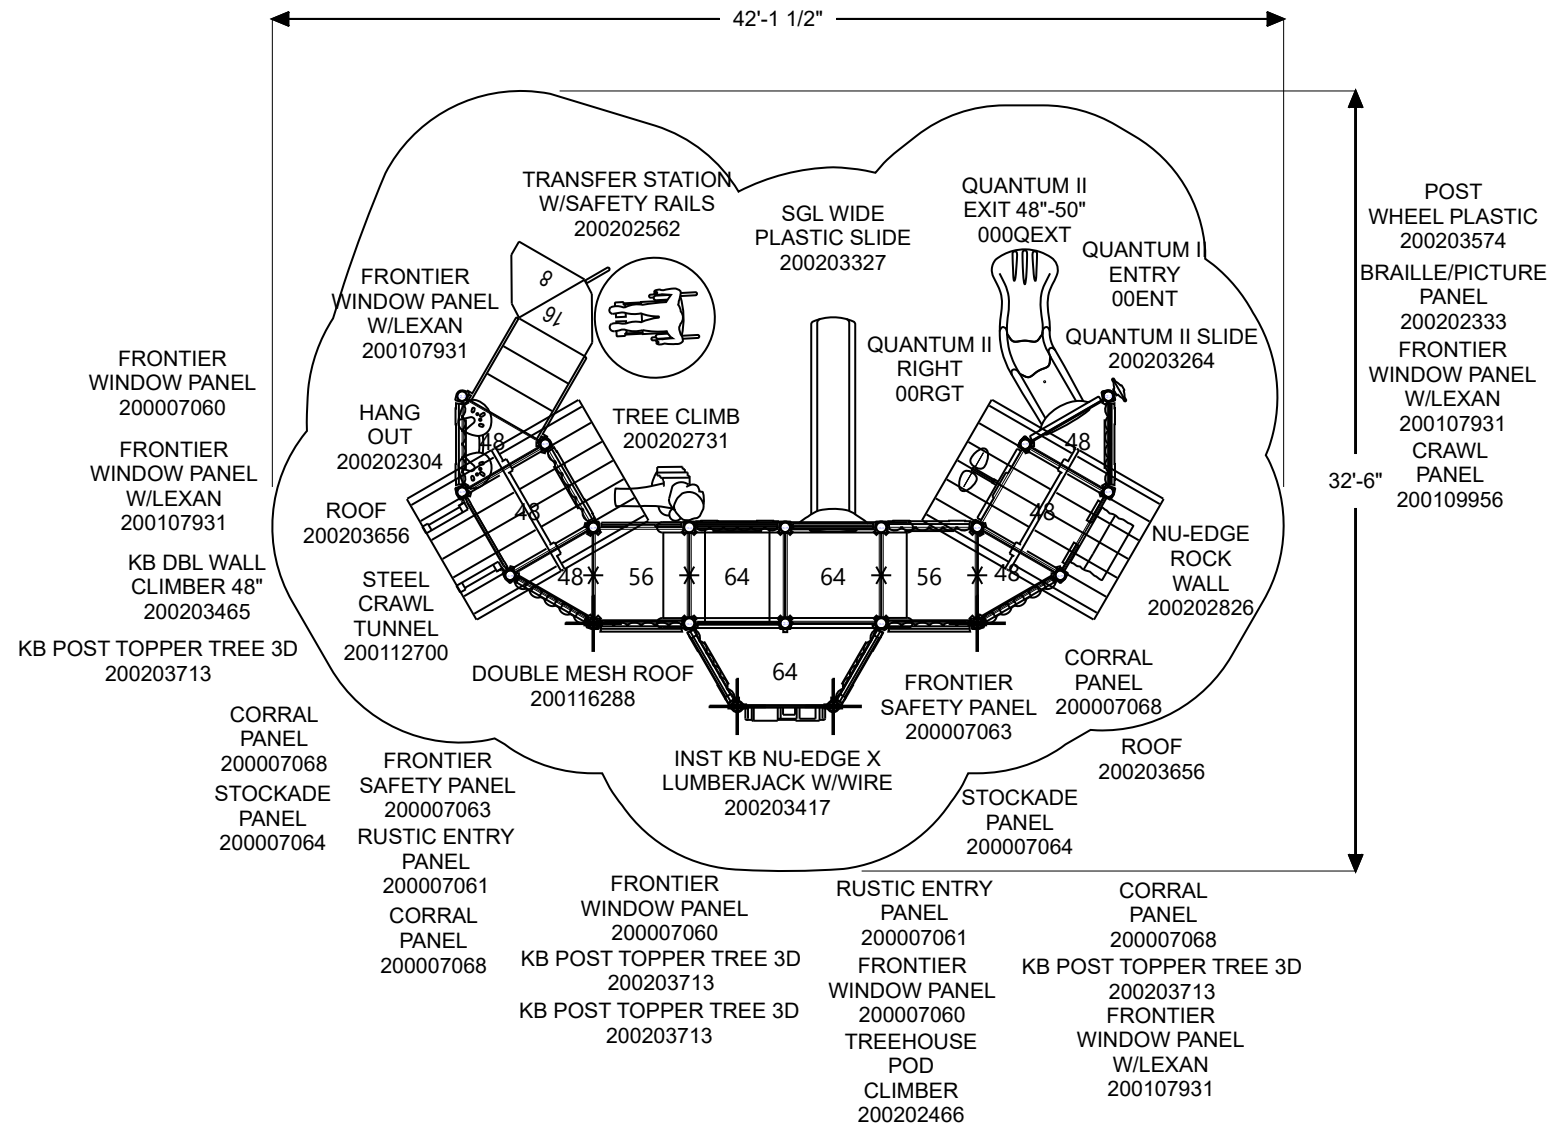 42'-1 1/2"
TRANSFER STATION
W/SAFETY RAILS
200202562
SGL WIDE
PLASTIC SLIDE
200203327
QUANTUM II
EXIT 48"-50"
000QEXT
QUANTUM II
ENTRY
00ENT
POST
WHEEL PLASTIC
200203574
BRAILLE/PICTURE
PANEL
200202333
FRONTIER
WINDOW PANEL
W/LEXAN
200107931
CRAWL
PANEL
200109956
32'-6"
FRONTIER
WINDOW PANEL
W/LEXAN
200107931
8
16
QUANTUM II
RIGHT
00RGT
QUANTUM II SLIDE
200203264
FRONTIER
WINDOW PANEL
200007060
FRONTIER
WINDOW PANEL
W/LEXAN
200107931
KB DBL WALL
CLIMBER 48"
200203465
KB POST TOPPER TREE 3D
200203713
HANG
OUT
200202304
ROOF
200203656
STEEL
CRAWL
TUNNEL
200112700
TREE CLIMB
200202731
48
48
48
56
64
64
56
48
48
48
64
NU-EDGE
ROCK
WALL
200202826
DOUBLE MESH ROOF
200116288
FRONTIER
SAFETY PANEL
200007063
CORRAL
PANEL
200007068
CORRAL
PANEL
200007068
STOCKADE
PANEL
200007064
FRONTIER
SAFETY PANEL
200007063
RUSTIC ENTRY
PANEL
200007061
CORRAL
PANEL
200007068
INST KB NU-EDGE X
LUMBERJACK W/WIRE
200203417
ROOF
200203656
STOCKADE
PANEL
200007064
FRONTIER
WINDOW PANEL
200007060
KB POST TOPPER TREE 3D
200203713
KB POST TOPPER TREE 3D
200203713
RUSTIC ENTRY
PANEL
200007061
FRONTIER
WINDOW PANEL
200007060
TREEHOUSE
POD
CLIMBER
200202466
CORRAL
PANEL
200007068
KB POST TOPPER TREE 3D
200203713
FRONTIER
WINDOW PANEL
W/LEXAN
200107931